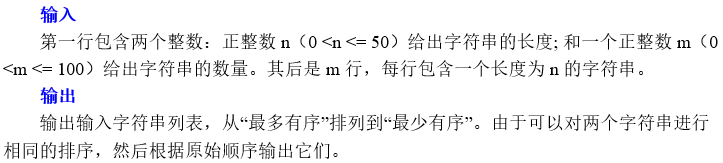 输入
第一行包含两个整数：正整数 n（0 <n <= 50）给出字符串的长度; 和一个正整数 m（0
<m <= 100）给出字符串的数量。其后是 m 行，每行包含一个长度为 n 的字符串。
输出
输出输入字符串列表，从“最多有序”排列到“最少有序”。由于可以对两个字符串进行
相同的排序，然后根据原始顺序输出它们。